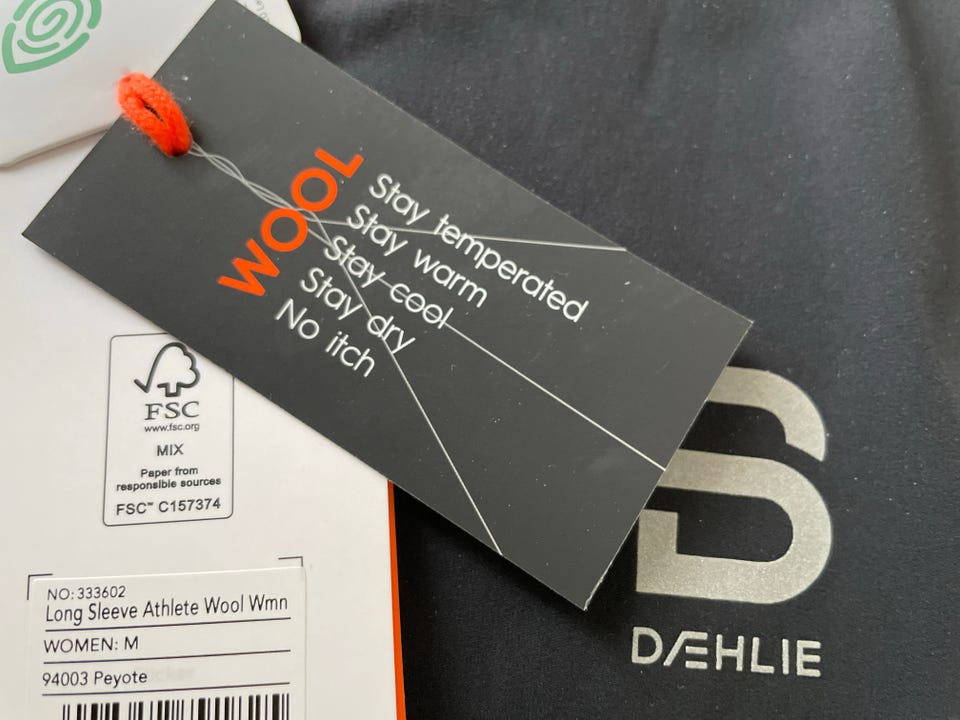 WOOL
Stay temperated
Stay warm
Stay cool
Stay dry
No itch
FSC
www.fsc.org
MIX
Paper from
responsible sources
FSC™ C157374
NO: 333602
Long Sleeve Athlete Wool Wmn
WOMEN: M
94003 Peyote
DÆHLIE